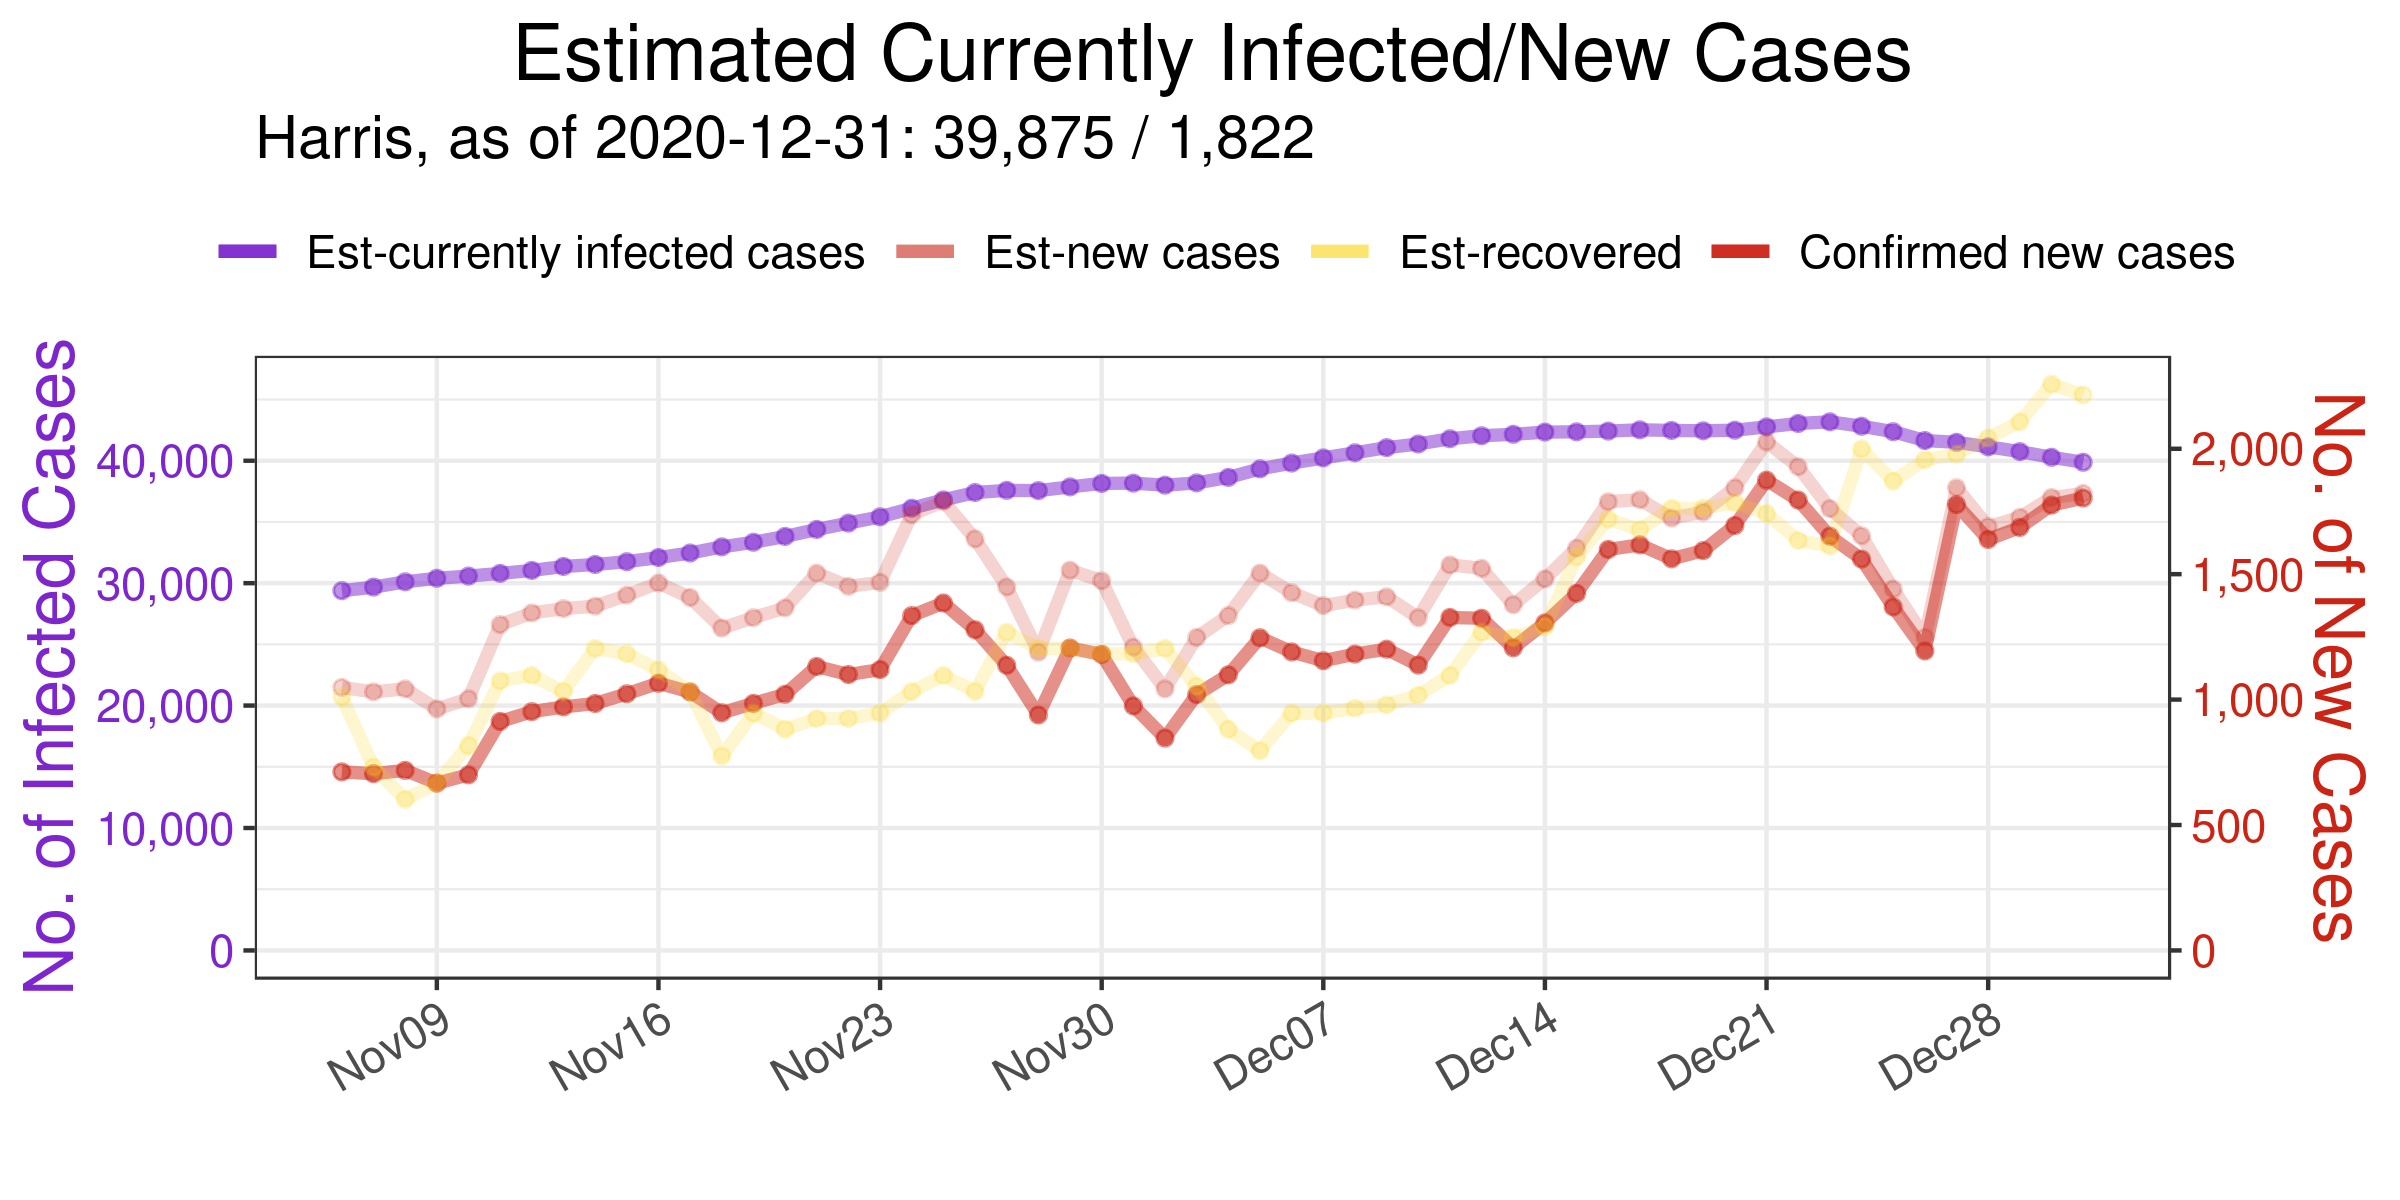 Estimated Currently Infected/New Cases
Harris, as of 2020-12-31: 39,875 / 1,822
Est-currently infected cases Est-new cases Est-recovered Confirmed new cases
No. of Infected Cases
40,000
30,000
20,000
10,000
0
2,000
1,500
1,000
500
0
No. of New Cases
Nov09 Nov16 Nov23 Nov30 Dec07 Dec14 Dec21 Dec28